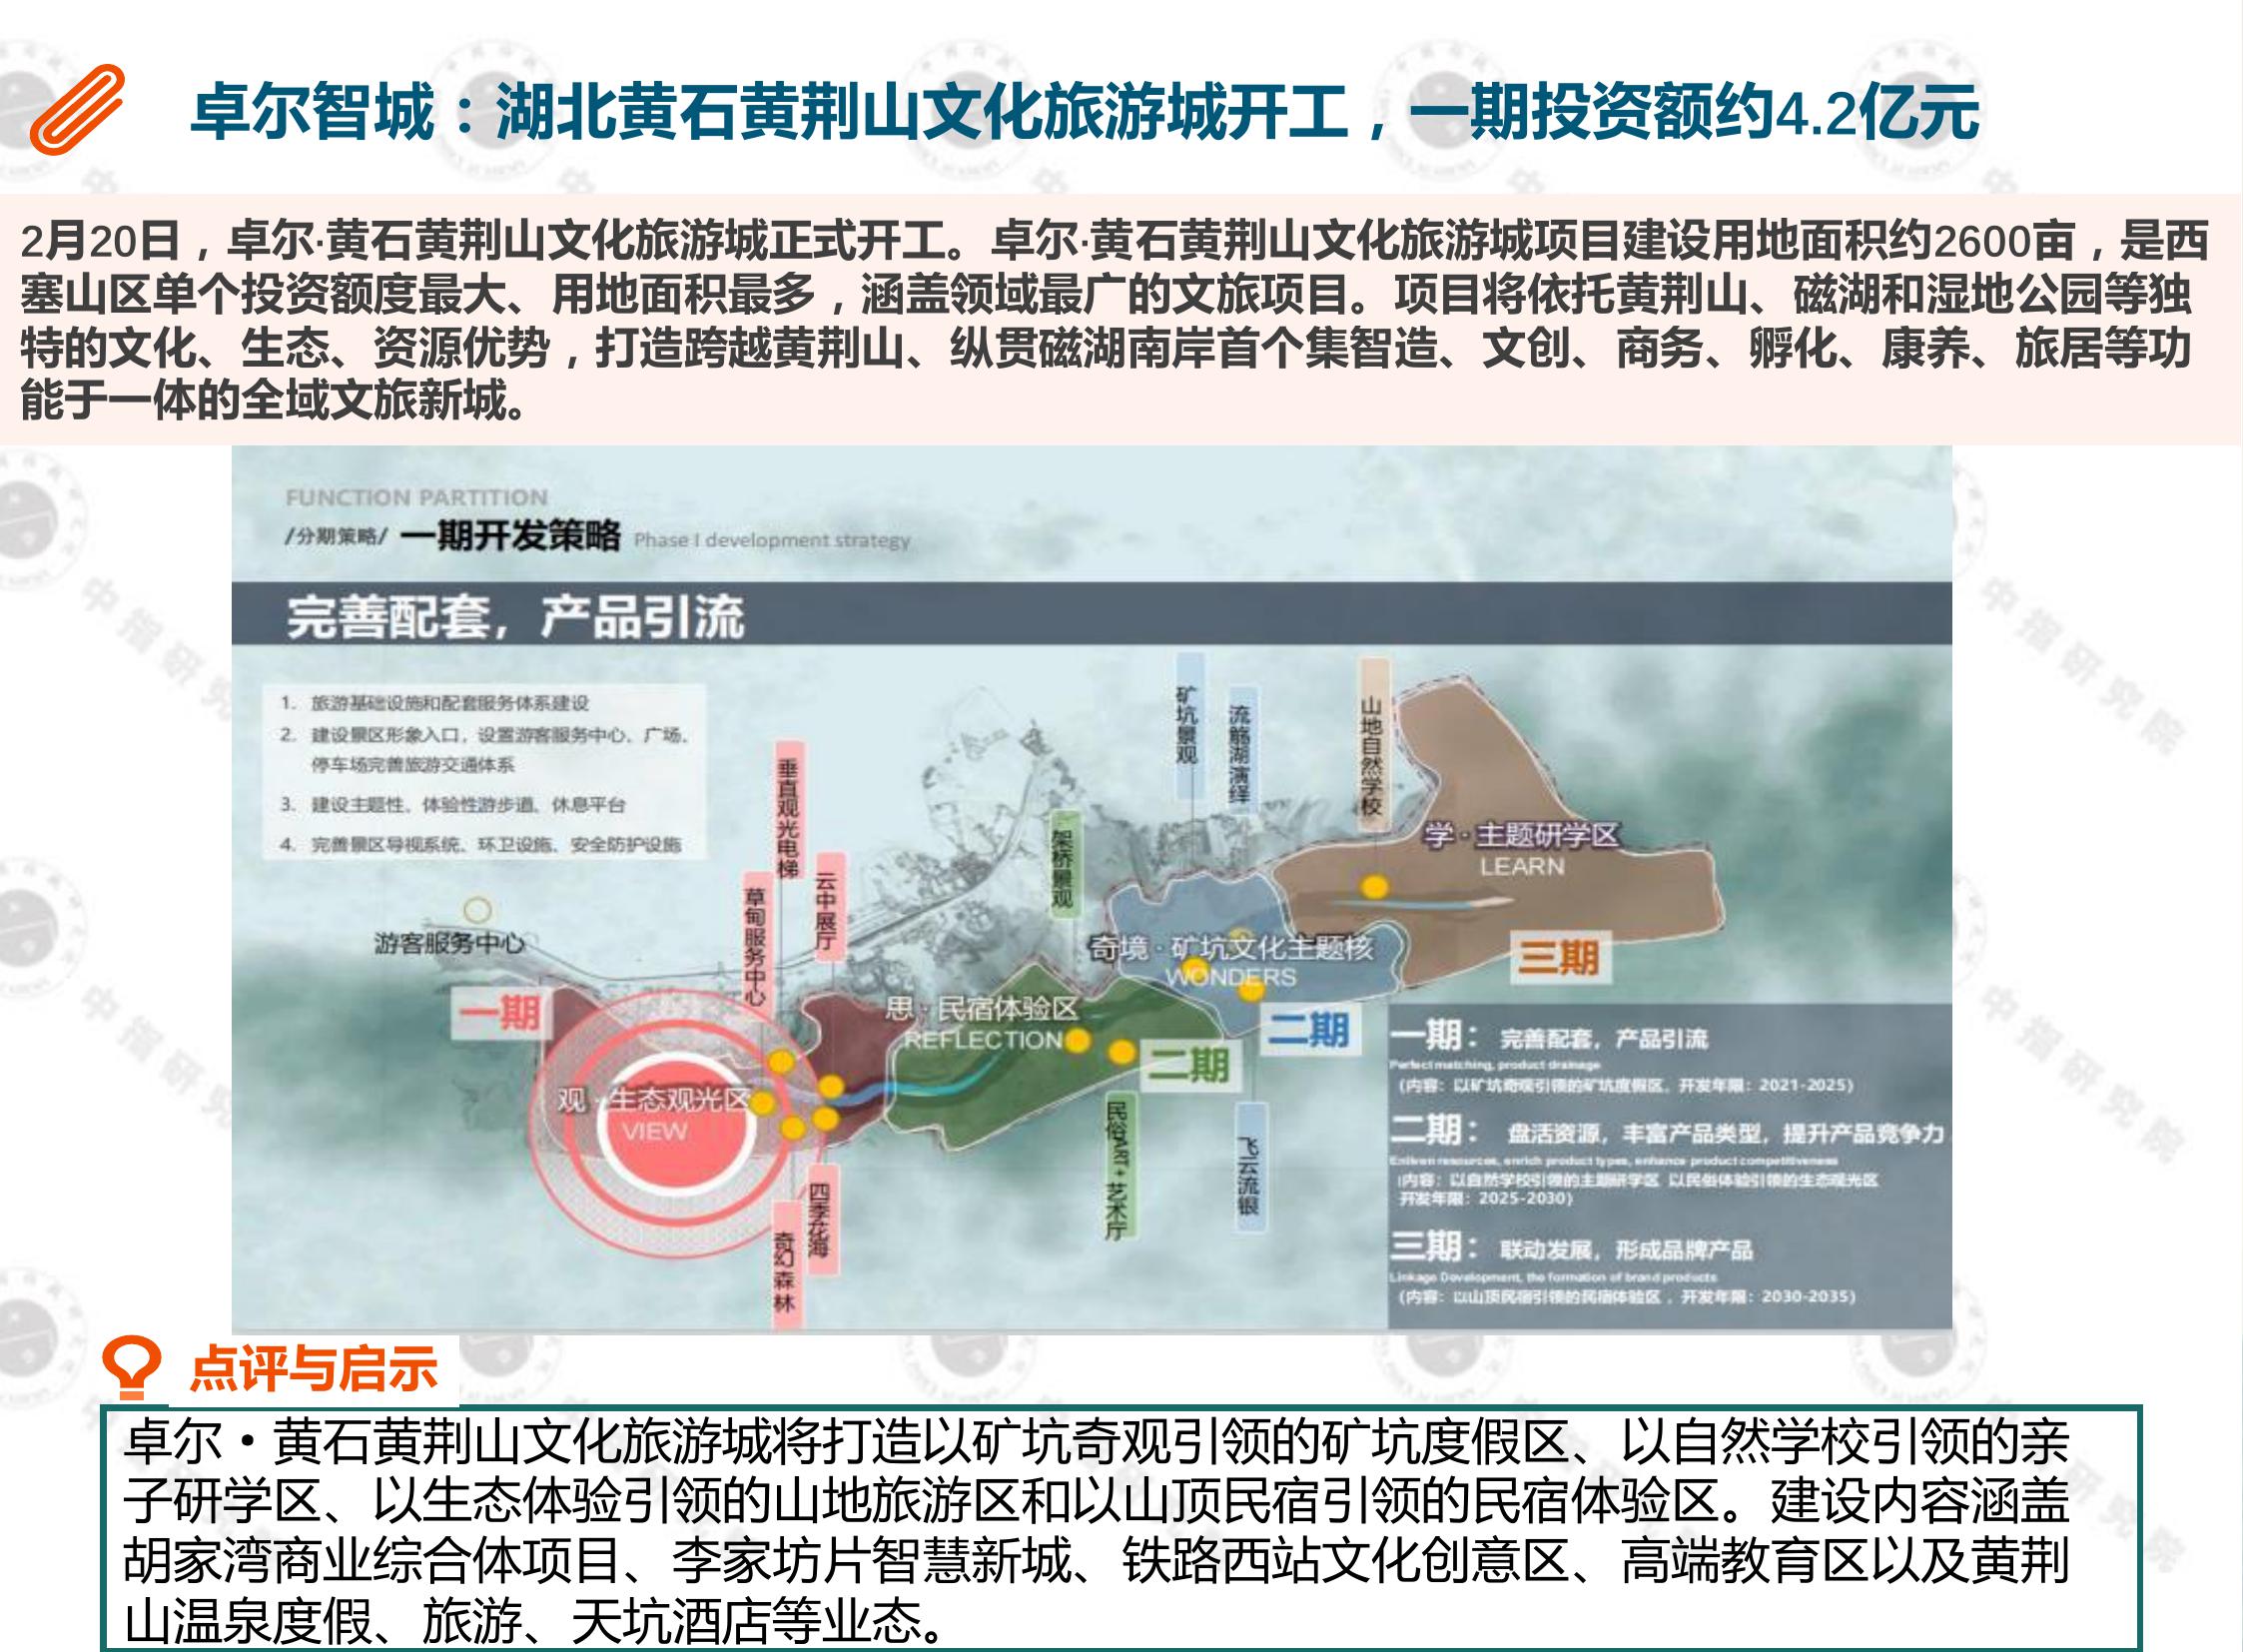 卓尔智城：湖北黄石黄荆山文化旅游城开工，一期投资额约4.2亿元
2月20日，卓尔·黄石黄荆山文化旅游城正式开工。卓尔·黄石黄荆山文化旅游城项目建设用地面积约2600亩，是西
塞山区单个投资额度最大、用地面积最多，涵盖领域最广的文旅项目。项目将依托黄荆山、磁湖和湿地公园等独
特的文化、生态、资源优势，打造跨越黄荆山、纵贯磁湖南岸首个集智造、文创、商务、孵化、康养、旅居等功
能于一体的全域文旅新城。
FUNCTION PARTITION
/分期策略/ 一期开发策略 Phase I development strategy
完善配套，产品引流
1. 旅游基础设施和配套服务体系建设
2. 建设景区形象入口，设置游客服务中心、广场、
停车场完善旅游交通体系
3. 建设主题性、体验性游步道、休息平台
4. 完善景区导视系统、环卫设施、安全防护设施
游客服务中心
垂直观光电梯
草甸服务中心
云中展厅
架桥景观
矿坑景观
流觞湖演绎
山地自然学校
学·主题研学区
LEARN
三期
奇境·矿坑文化主题核
WONDERS
二期
思·民宿体验区
REFLECTION
二期
一期
观·生态观光区
VIEW
四季花海
奇幻森林
民俗ART+艺术厅
飞云流银
一期： 完善配套，产品引流
Perfect matching, product drainage
（内容：以矿坑奇观引领的矿坑度假区，开发年限：2021-2025）
二期： 盘活资源，丰富产品类型，提升产品竞争力
Enliven resources, enrich product types, enhance product competitiveness
（内容：以自然学校引领的主题研学区 以民俗体验引领的生态观光区
开发年限：2025-2030）
三期： 联动发展，形成品牌产品
Linkage Development, the formation of brand products
（内容：以山顶民宿引领的民宿体验区，开发年限：2030-2035）
点评与启示
卓尔·黄石黄荆山文化旅游城将打造以矿坑奇观引领的矿坑度假区、以自然学校引领的亲
子研学区、以生态体验引领的山地旅游区和以山顶民宿引领的民宿体验区。建设内容涵盖
胡家湾商业综合体项目、李家坊片智慧新城、铁路西站文化创意区、高端教育区以及黄荆
山温泉度假、旅游、天坑酒店等业态。
中指研究院